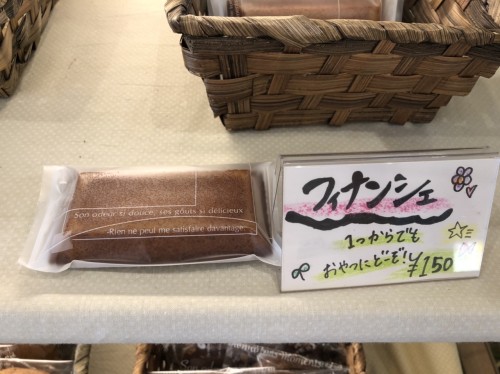 Son odeur si douce, ses goûts si délicieux
-Rien ne peut me satisfaire davantage-
フィナンシェ
1つからでも
おやつにどーぞ!
¥150